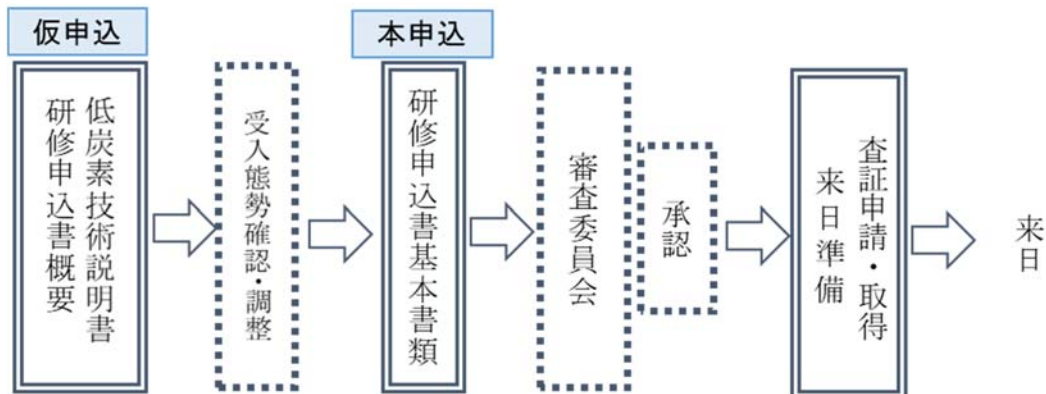 仮申込
低炭素技術説明書
研修申込書概要
受入態勢確認・調整
本申込
研修申込書基本書類
審査委員会
承認
査証申請・取得
来日準備
来日